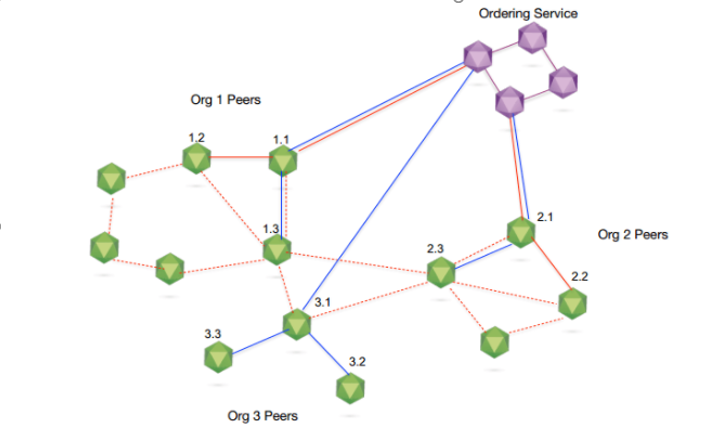 Ordering Service
Org 1 Peers
1.2
1.1
1.3
2.1
Org 2 Peers
2.3
2.2
3.1
3.3
3.2
Org 3 Peers